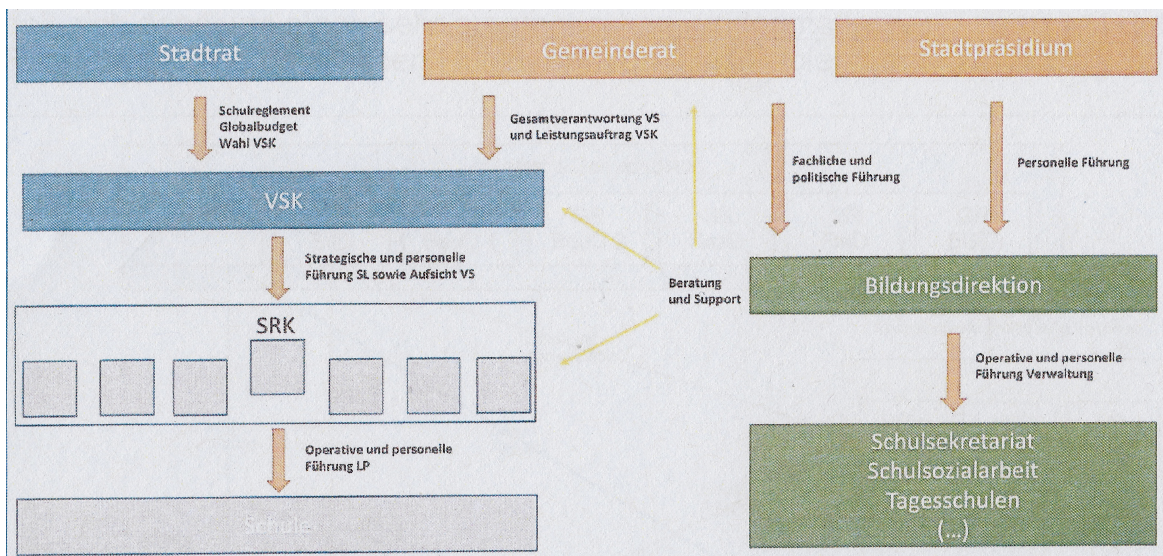 Stadtrat
Gemeinderat
Stadtpräsidium
Schulreglement
Globalbudget
Wahl VSK
Gesamtverantwortung VS
und Leistungsauftrag VSK
Fachliche und
politische Führung
Personelle Führung
VSK
Strategische und personelle
Führung SL sowie Aufsicht VS
Beratung
und Support
Bildungsdirektion
SRK
Operative und personelle
Führung Verwaltung
Operative und personelle
Führung LP
Schulsekretariat
Schulsozialarbeit
Tagesschulen
(...)
Schule